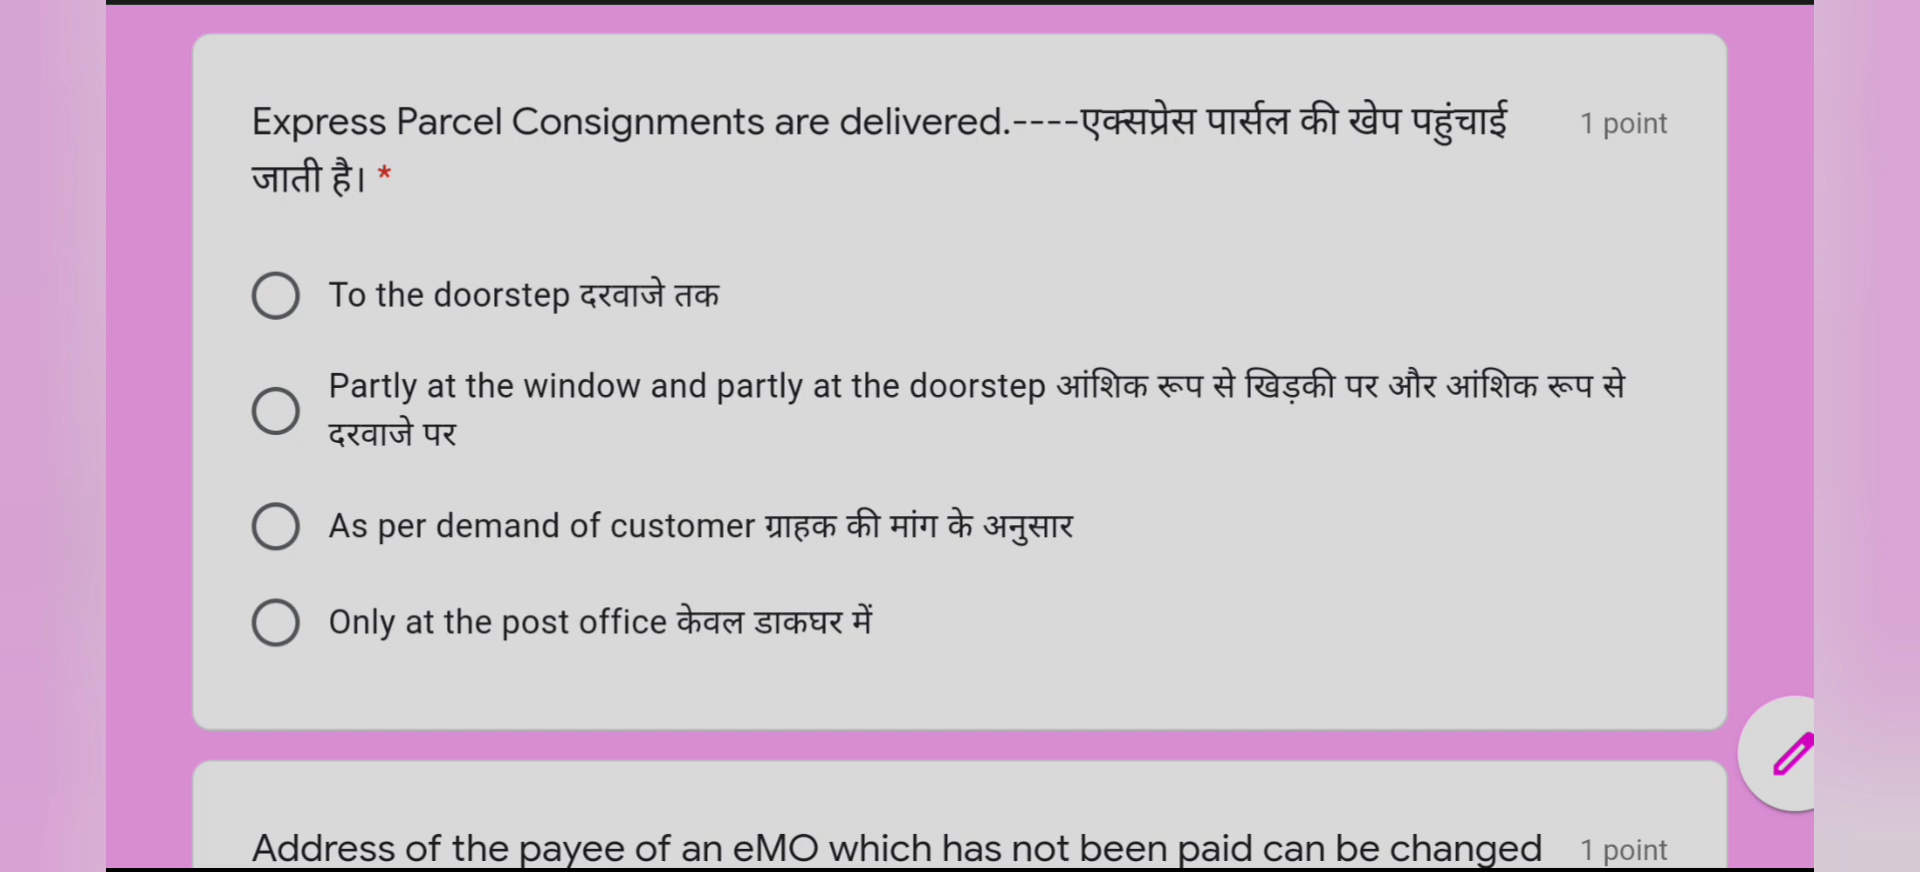 Express Parcel Consignments are delivered.----एक्सप्रेस पार्सल की खेप पहुंचाई
जाती है। *
1 point
To the doorstep दरवाजे तक
Partly at the window and partly at the doorstep आंशिक रूप से खिड़की पर और आंशिक रूप से
दरवाजे पर
As per demand of customer ग्राहक की मांग के अनुसार
Only at the post office केवल डाकघर में
Address of the payee of an eMO which has not been paid can be changed
1 point